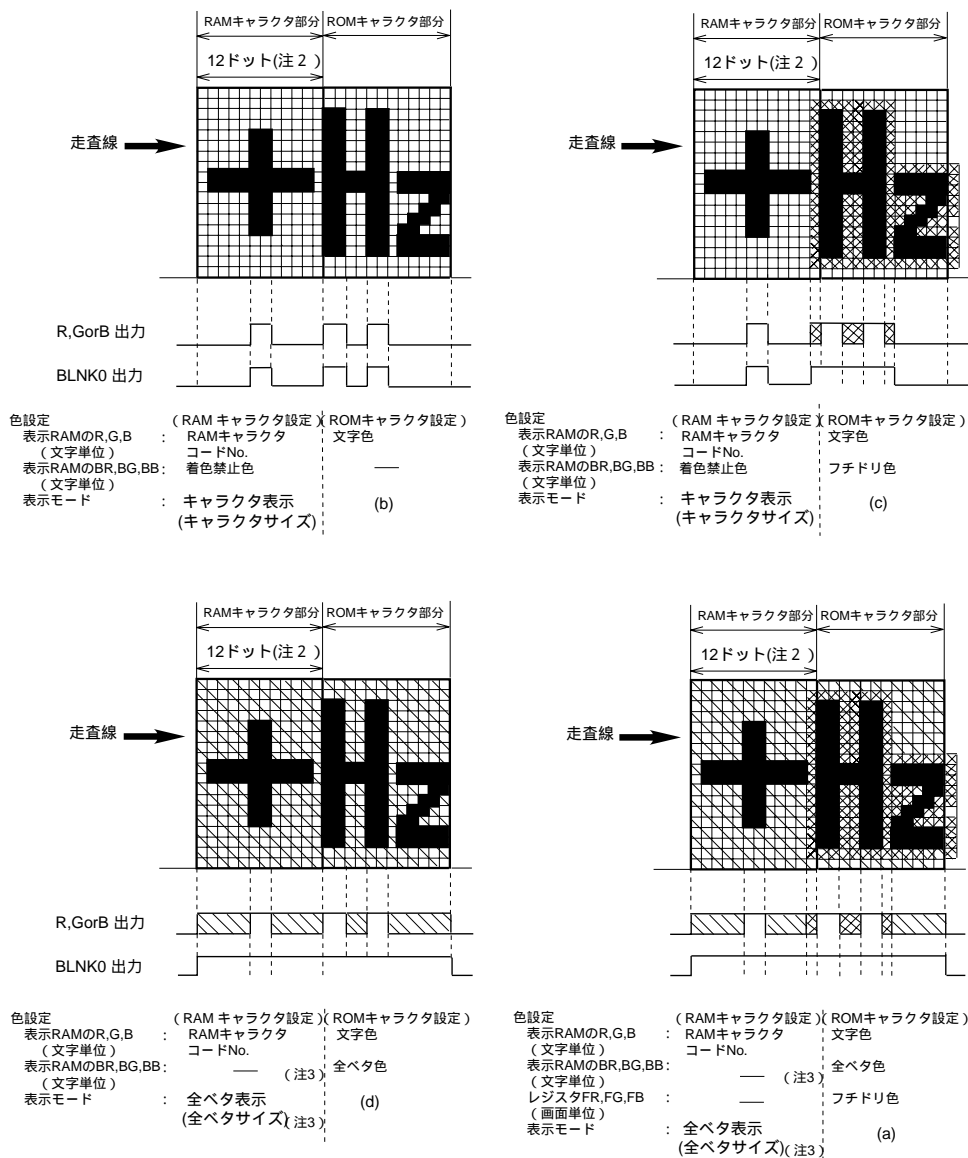 RAMキャラクタ部分 ROMキャラクタ部分
12ドット(注2)
走査線
R,GorB 出力
BLNK0 出力
色設定 (RAM キャラクタ設定) (ROMキャラクタ設定)
表示RAMのR,G,B : RAMキャラクタ 文字色
(文字単位) コードNo.
表示RAMのBR,BG,BB : 着色禁止色 ―
(文字単位)
表示モード : キャラクタ表示 (b)
(キャラクタサイズ)
RAMキャラクタ部分 ROMキャラクタ部分
12ドット(注2)
走査線
R,GorB 出力
BLNK0 出力
色設定 (RAM キャラクタ設定) (ROMキャラクタ設定)
表示RAMのR,G,B : RAMキャラクタ 文字色
(文字単位) コードNo.
表示RAMのBR,BG,BB : 着色禁止色 フチドリ色
(文字単位)
表示モード : キャラクタ表示 (c)
(キャラクタサイズ)
RAMキャラクタ部分 ROMキャラクタ部分
12ドット(注2)
走査線
R,GorB 出力
BLNK0 出力
色設定 (RAM キャラクタ設定) (ROMキャラクタ設定)
表示RAMのR,G,B : RAMキャラクタ 文字色
(文字単位) コードNo.
表示RAMのBR,BG,BB : ― (注3) 全ベタ色
(文字単位)
表示モード : 全ベタ表示 (d)
(全ベタサイズ) (注3)
RAMキャラクタ部分 ROMキャラクタ部分
12ドット(注2)
走査線
R,GorB 出力
BLNK0 出力
色設定 (RAM キャラクタ設定) (ROMキャラクタ設定)
表示RAMのR,G,B : RAMキャラクタ 文字色
(文字単位) コードNo.
表示RAMのBR,BG,BB : ― (注3) 全ベタ色
(文字単位)
レジスタFR,FG,FB : ― フチドリ色
(画面単位)
表示モード : 全ベタ表示 (a)
(全ベタサイズ) (注3)